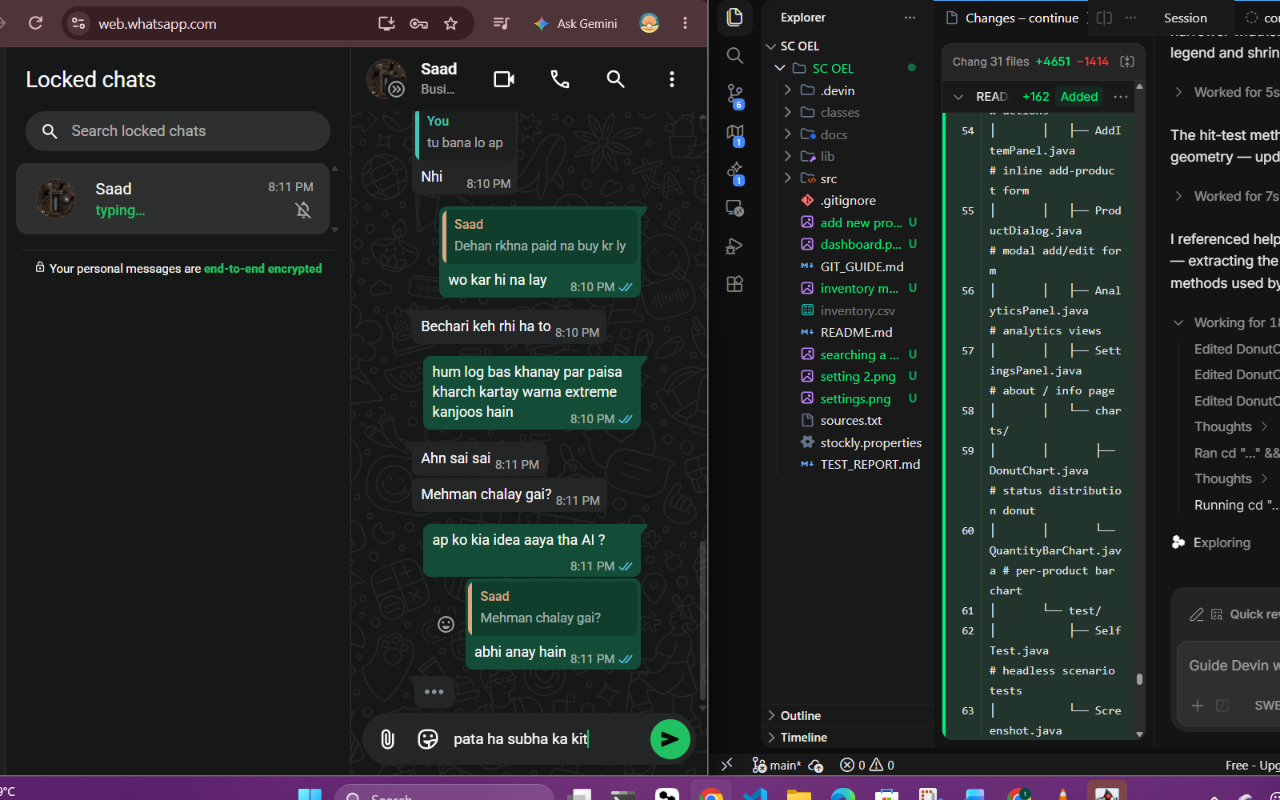 web.whatsapp.com
Ask Gemini
Locked chats
Search locked chats
Saad
8:11 PM
typing...
Your personal messages are end-to-end encrypted
Saad
Busi...
You
tu bana lo ap
Nhi
8:10 PM
Saad
Dehan rkhna paid na buy kr ly
wo kar hi na lay
8:10 PM
Bechari keh rhi ha to
8:10 PM
hum log bas khanay par paisa
kharch kartay warna extreme
kanjoos hain
8:10 PM
Ahn sai sai
8:11 PM
Mehman chalay gai?
8:11 PM
ap ko kia idea aaya tha AI ?
8:11 PM
Saad
Mehman chalay gai?
abhi anay hain
8:11 PM
pata ha subha ka kit
Explorer
SC OEL
SC OEL
.devin
classes
docs
lib
src
.gitignore
add new pro... U
dashboard.p... U
GIT_GUIDE.md
inventory m... U
inventory.csv
README.md
searching a ... U
setting 2.png U
settings.png U
sources.txt
stockly.properties
TEST_REPORT.md
Outline
Timeline
Changes – continue
Session
Chang 31 files +4651 −1414
READ +162 Added
54 │ │ ├── AddI
temPanel.java
# inline add-produc
t form
55 │ │ ├── Prod
uctDialog.java
# modal add/edit for
m
56 │ │ ├── Anal
yticsPanel.java
# analytics views
57 │ │ ├── Sett
ingsPanel.java
# about / info page
58 │ │ └── char
ts/
59 │ │ ├──
DonutChart.java
# status distributio
n donut
60 │ │ └──
QuantityBarChart.jav
a # per-product bar
chart
61 │ └── test/
62 │ ├── Self
Test.java
# headless scenario
tests
63 │ └── Scre
enshot.java
legend and shrin
Worked for 5s
The hit-test meth
geometry — upd
Worked for 7s
I referenced help
— extracting the
methods used by
Working for 18
Edited DonutC
Edited DonutC
Edited DonutC
Thoughts
Ran cd "..." &&
Thoughts
Running cd "..
Exploring
Quick rev
Guide Devin w
SWE
main*
0
0
Free - Upg
9°C
Search